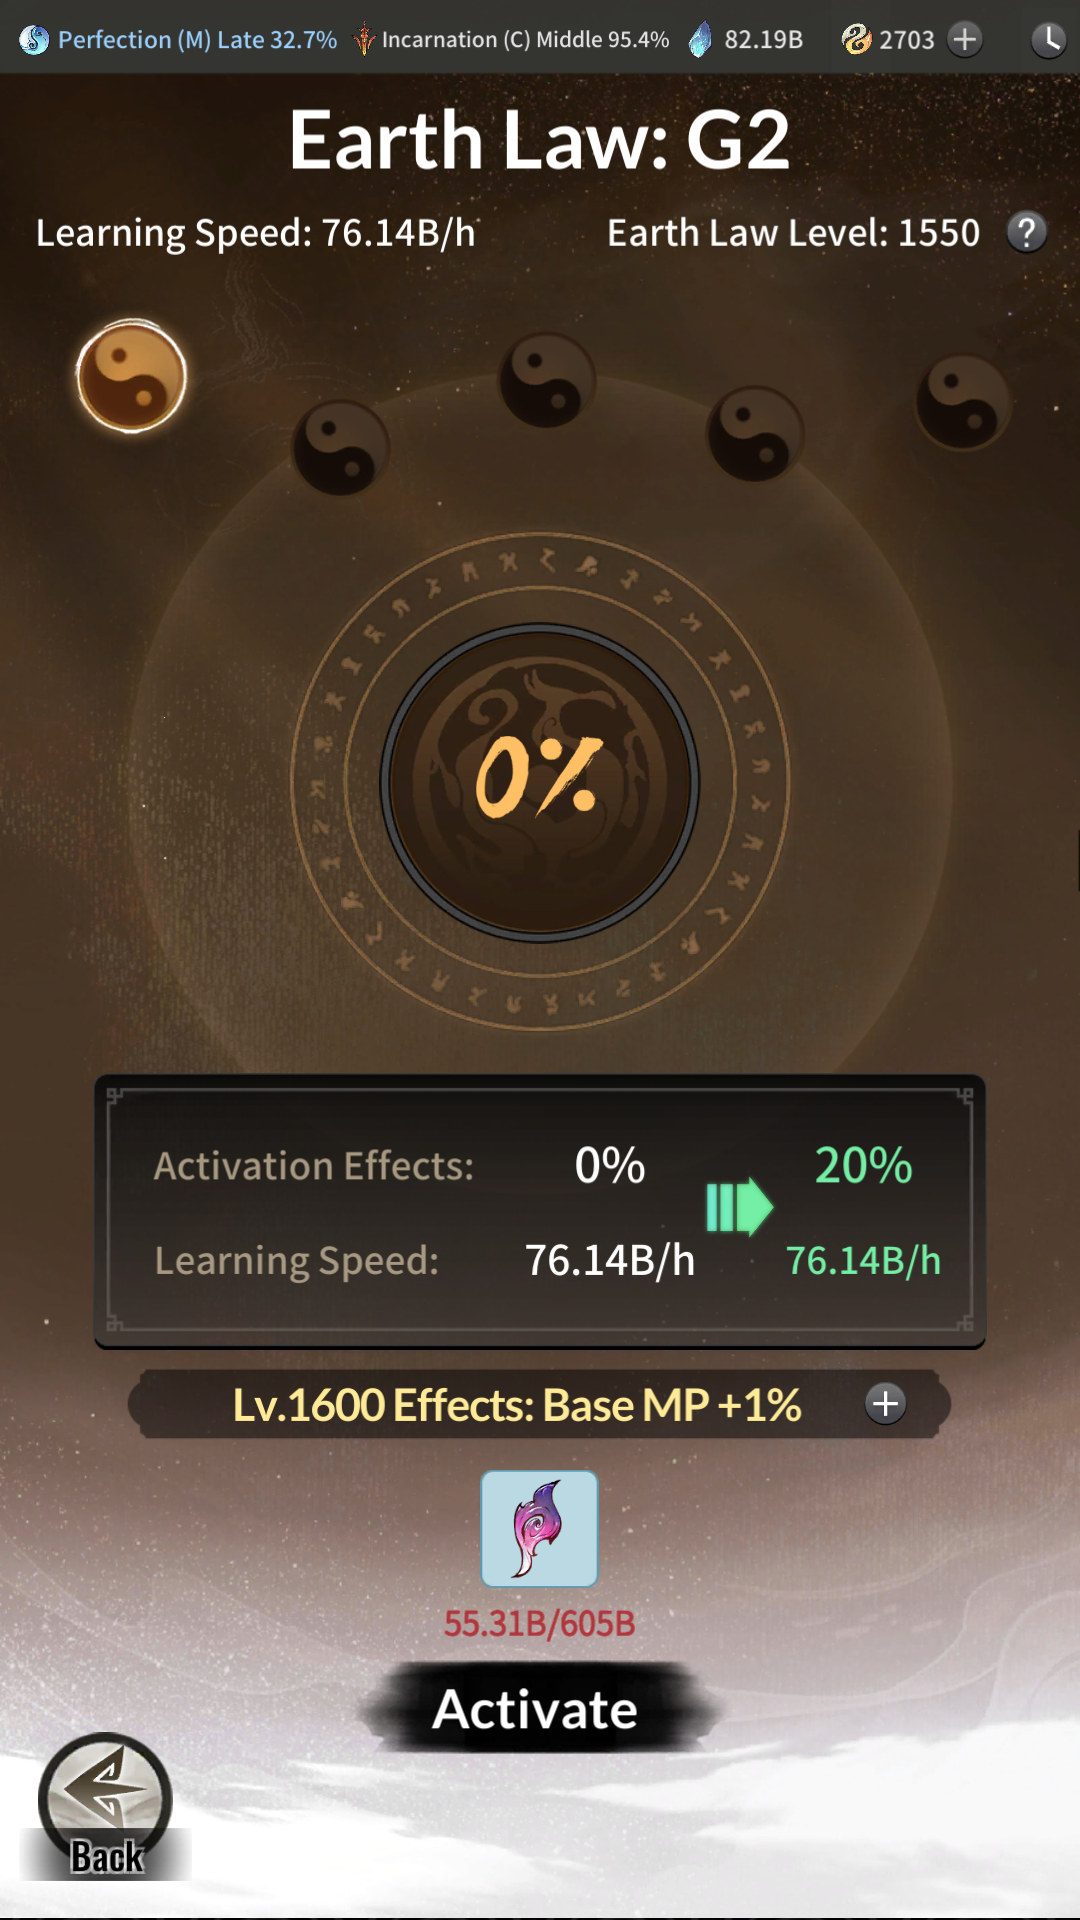 Perfection (M) Late 32.7% Incarnation (C) Middle 95.4% 82.19B 2703
Earth Law: G2
Learning Speed: 76.14B/h Earth Law Level: 1550 ?
0%
Activation Effects: 0% 20%
Learning Speed: 76.14B/h 76.14B/h
Lv.1600 Effects: Base MP +1%
55.31B/605B
Activate
Back